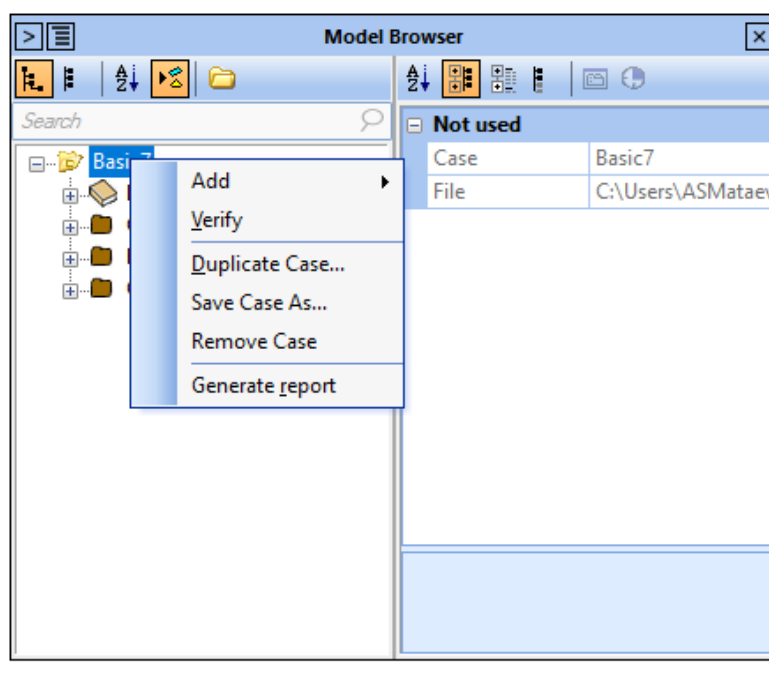 Model Browser
Search
Basic7
Add
Verify
Duplicate Case...
Save Case As...
Remove Case
Generate report
Not used
Case Basic7
File C:\Users\ASMatae